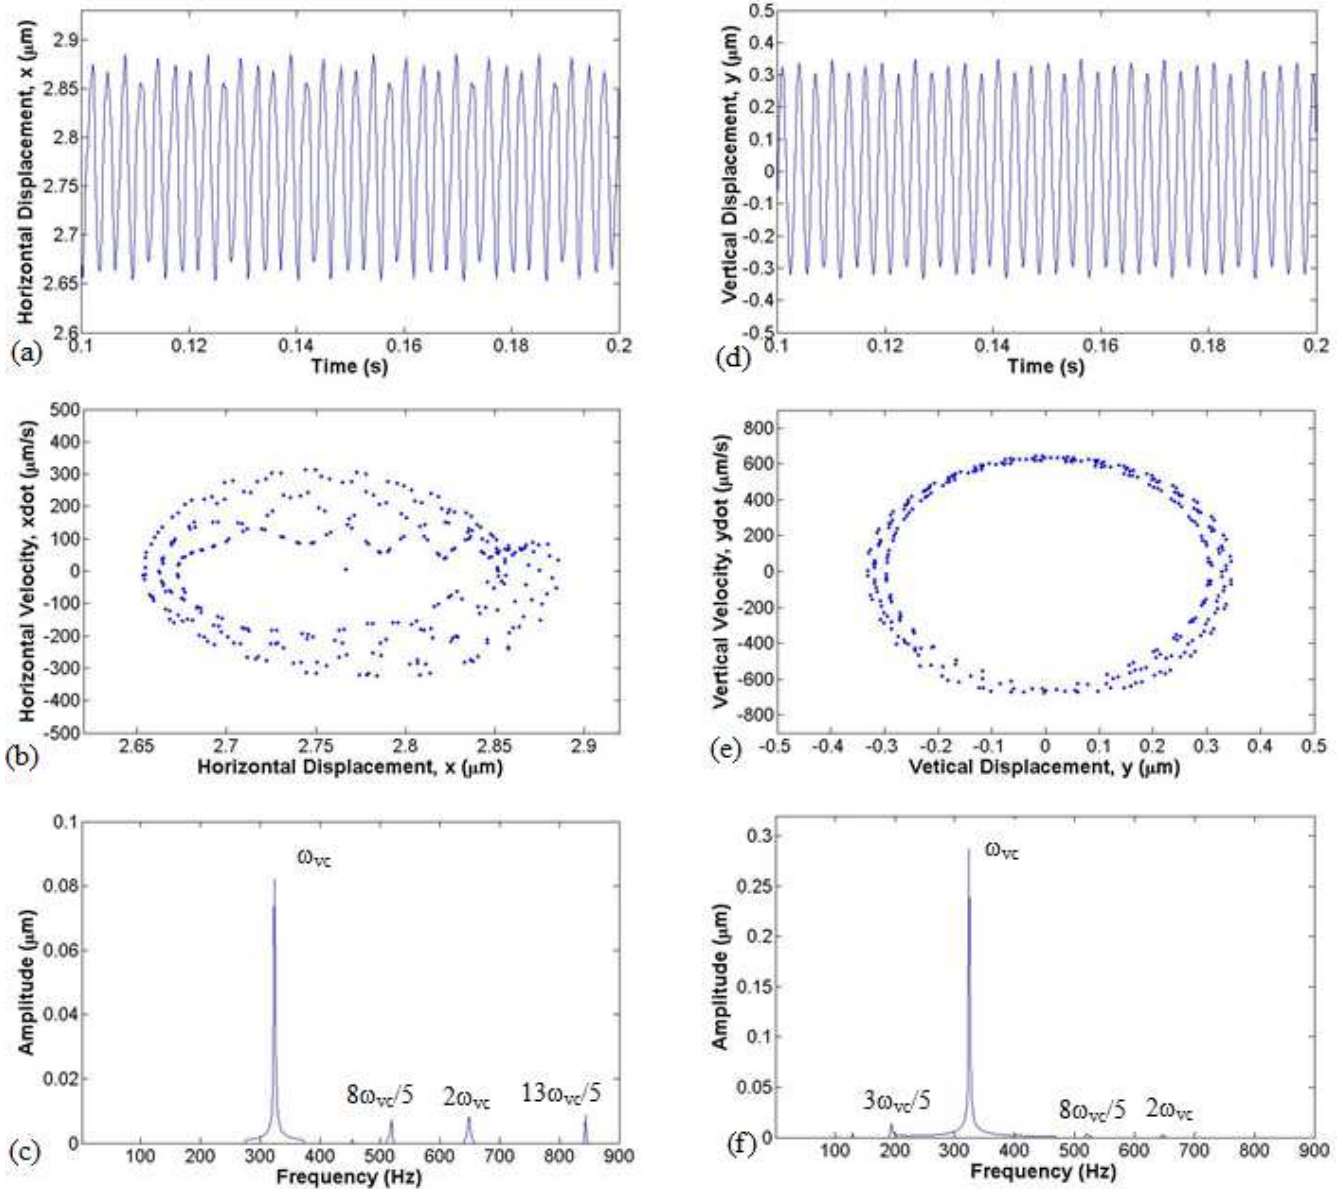 2.9
2.85
2.8
2.75
2.7
2.65
2.6
Horizontal Displacement, x (μm)
0.1 0.12 0.14 0.16 0.18 0.2
Time (s)
(a)
0.5
0.4
0.3
0.2
0.1
0
-0.1
-0.2
-0.3
-0.4
-0.5
Vertical Displacement, y (μm)
0.1 0.12 0.14 0.16 0.18 0.2
Time (s)
(d)
500
400
300
200
100
0
-100
-200
-300
-400
-500
Horizontal Velocity, xdot (μm/s)
2.65 2.7 2.75 2.8 2.85 2.9
Horizontal Displacement, x (μm)
(b)
800
600
400
200
0
-200
-400
-600
-800
Vertical Velocity, ydot (μm/s)
-0.5 -0.4 -0.3 -0.2 -0.1 0 0.1 0.2 0.3 0.4 0.5
Vetical Displacement, y (μm)
(e)
0.1
0.08
0.06
0.04
0.02
0
Amplitude (μm)
ωvc
8ωvc/5
2ωvc
13ωvc/5
100 200 300 400 500 600 700 800 900
Frequency (Hz)
(c)
0.3
0.25
0.2
0.15
0.1
0.05
0
Amplitude (μm)
ωvc
3ωvc/5
8ωvc/5
2ωvc
100 200 300 400 500 600 700 800 900
Frequency (Hz)
(f)